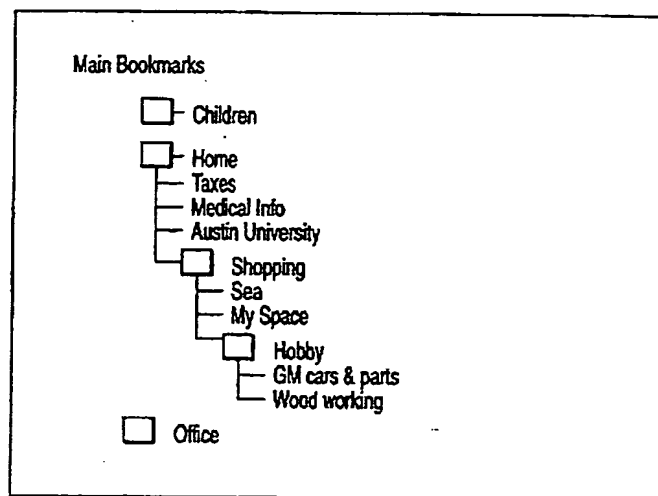 Main Bookmarks
Children
Home
Taxes
Medical Info
Austin University
Shopping
Sea
My Space
Hobby
GM cars & parts
Wood working
Office